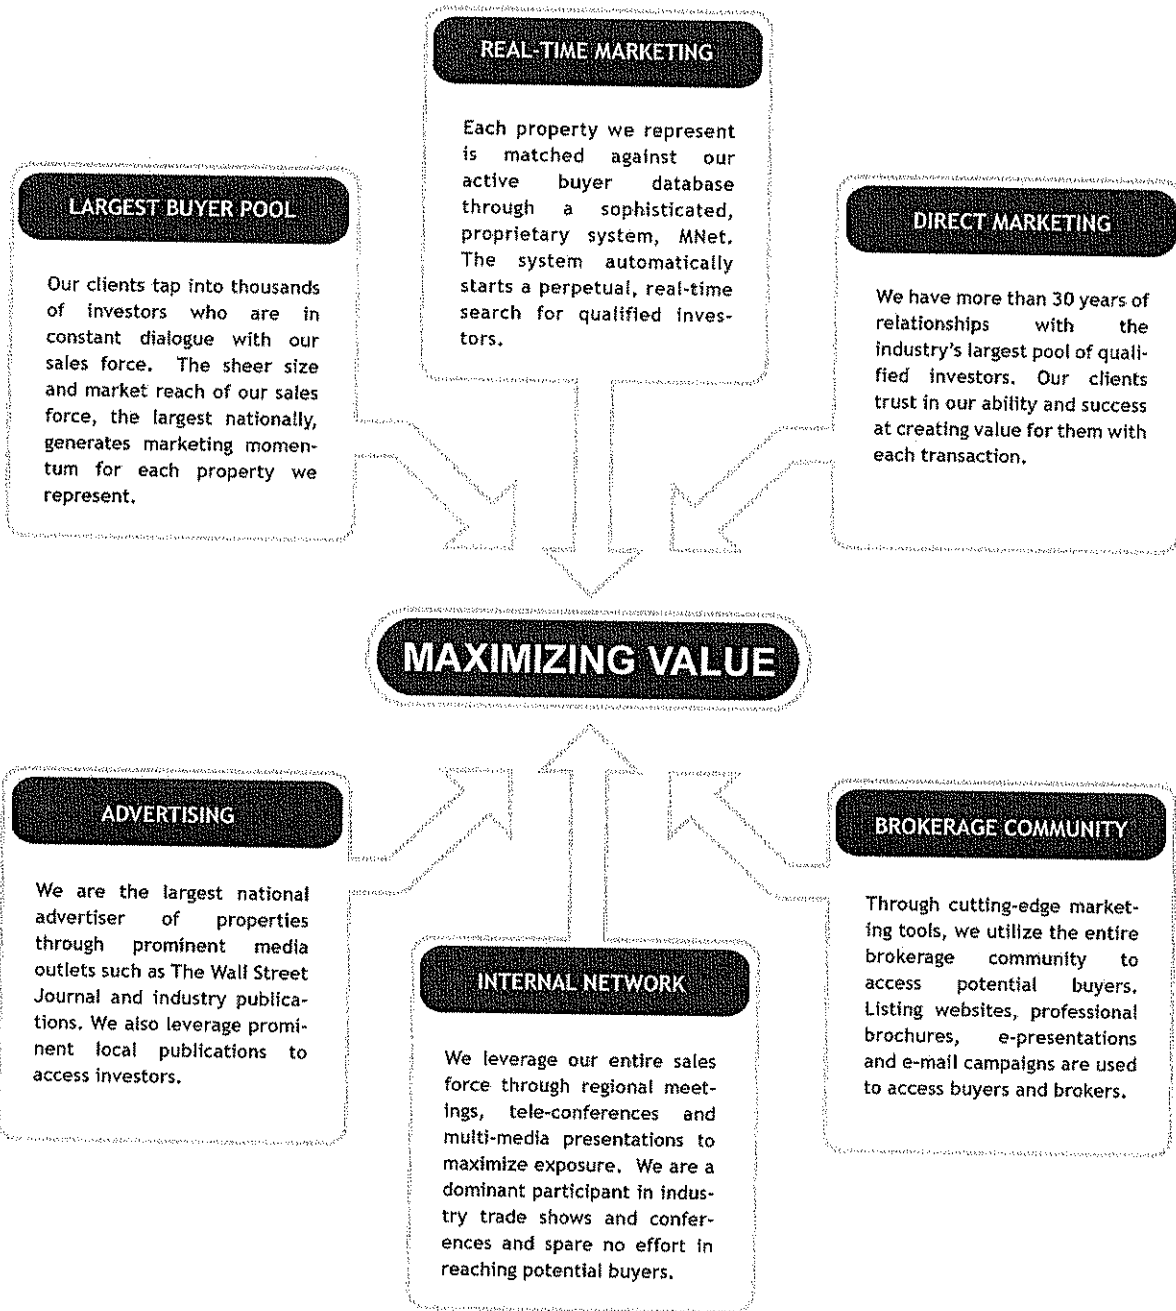 REAL-TIME MARKETING
Each property we represent
is matched against our
active buyer database
through a sophisticated,
proprietary system, MNet.
The system automatically
starts a perpetual, real-time
search for qualified inves-
tors.
LARGEST BUYER POOL
Our clients tap into thousands
of investors who are in
constant dialogue with our
sales force. The sheer size
and market reach of our sales
force, the largest nationally,
generates marketing momen-
tum for each property we
represent.
DIRECT MARKETING
We have more than 30 years of
relationships with the
industry's largest pool of quali-
fied investors. Our clients
trust in our ability and success
at creating value for them with
each transaction.
MAXIMIZING VALUE
ADVERTISING
We are the largest national
advertiser of properties
through prominent media
outlets such as The Wall Street
Journal and industry publica-
tions. We also leverage promi-
nent local publications to
access investors.
INTERNAL NETWORK
We leverage our entire sales
force through regional meet-
ings, tele-conferences and
multi-media presentations to
maximize exposure. We are a
dominant participant in indus-
try trade shows and confer-
ences and spare no effort in
reaching potential buyers.
BROKERAGE COMMUNITY
Through cutting-edge market-
ing tools, we utilize the entire
brokerage community to
access potential buyers.
Listing websites, professional
brochures, e-presentations
and e-mail campaigns are used
to access buyers and brokers.